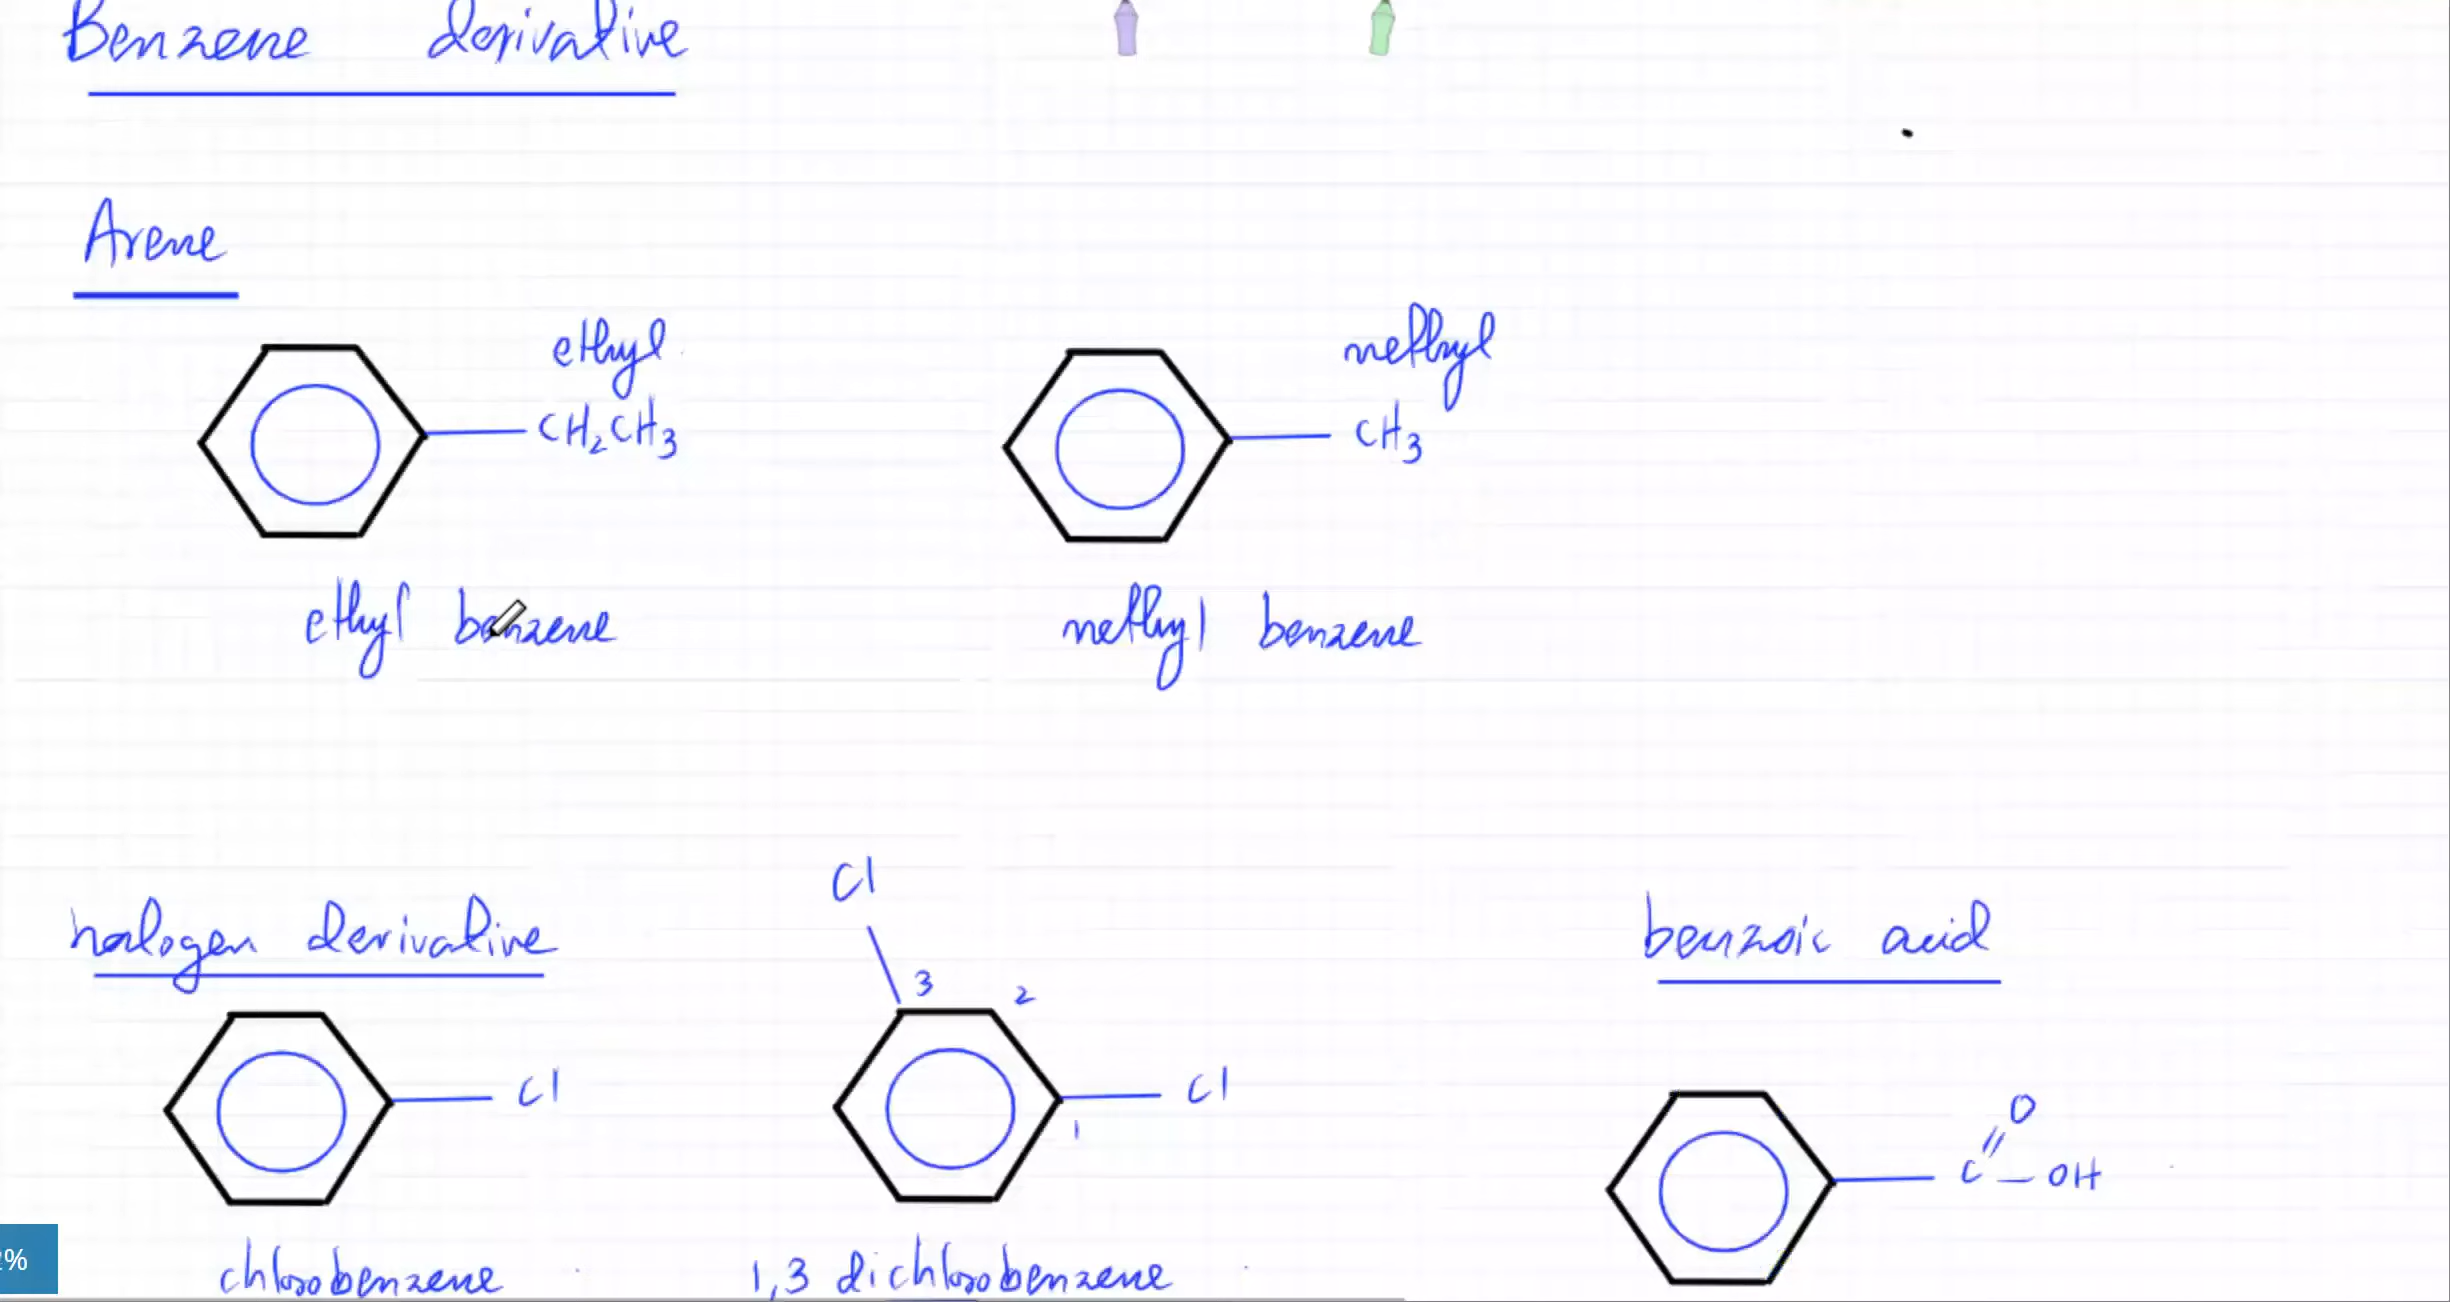 Benzene derivative
Arene
ethyl
CH₂CH₃
methyl
CH₃
ethyl benzene
methyl benzene
halogen derivative
Cl
Cl
3
2
Cl
1
benzoic acid
O
C - OH
chlorobenzene
1,3 dichlorobenzene
%